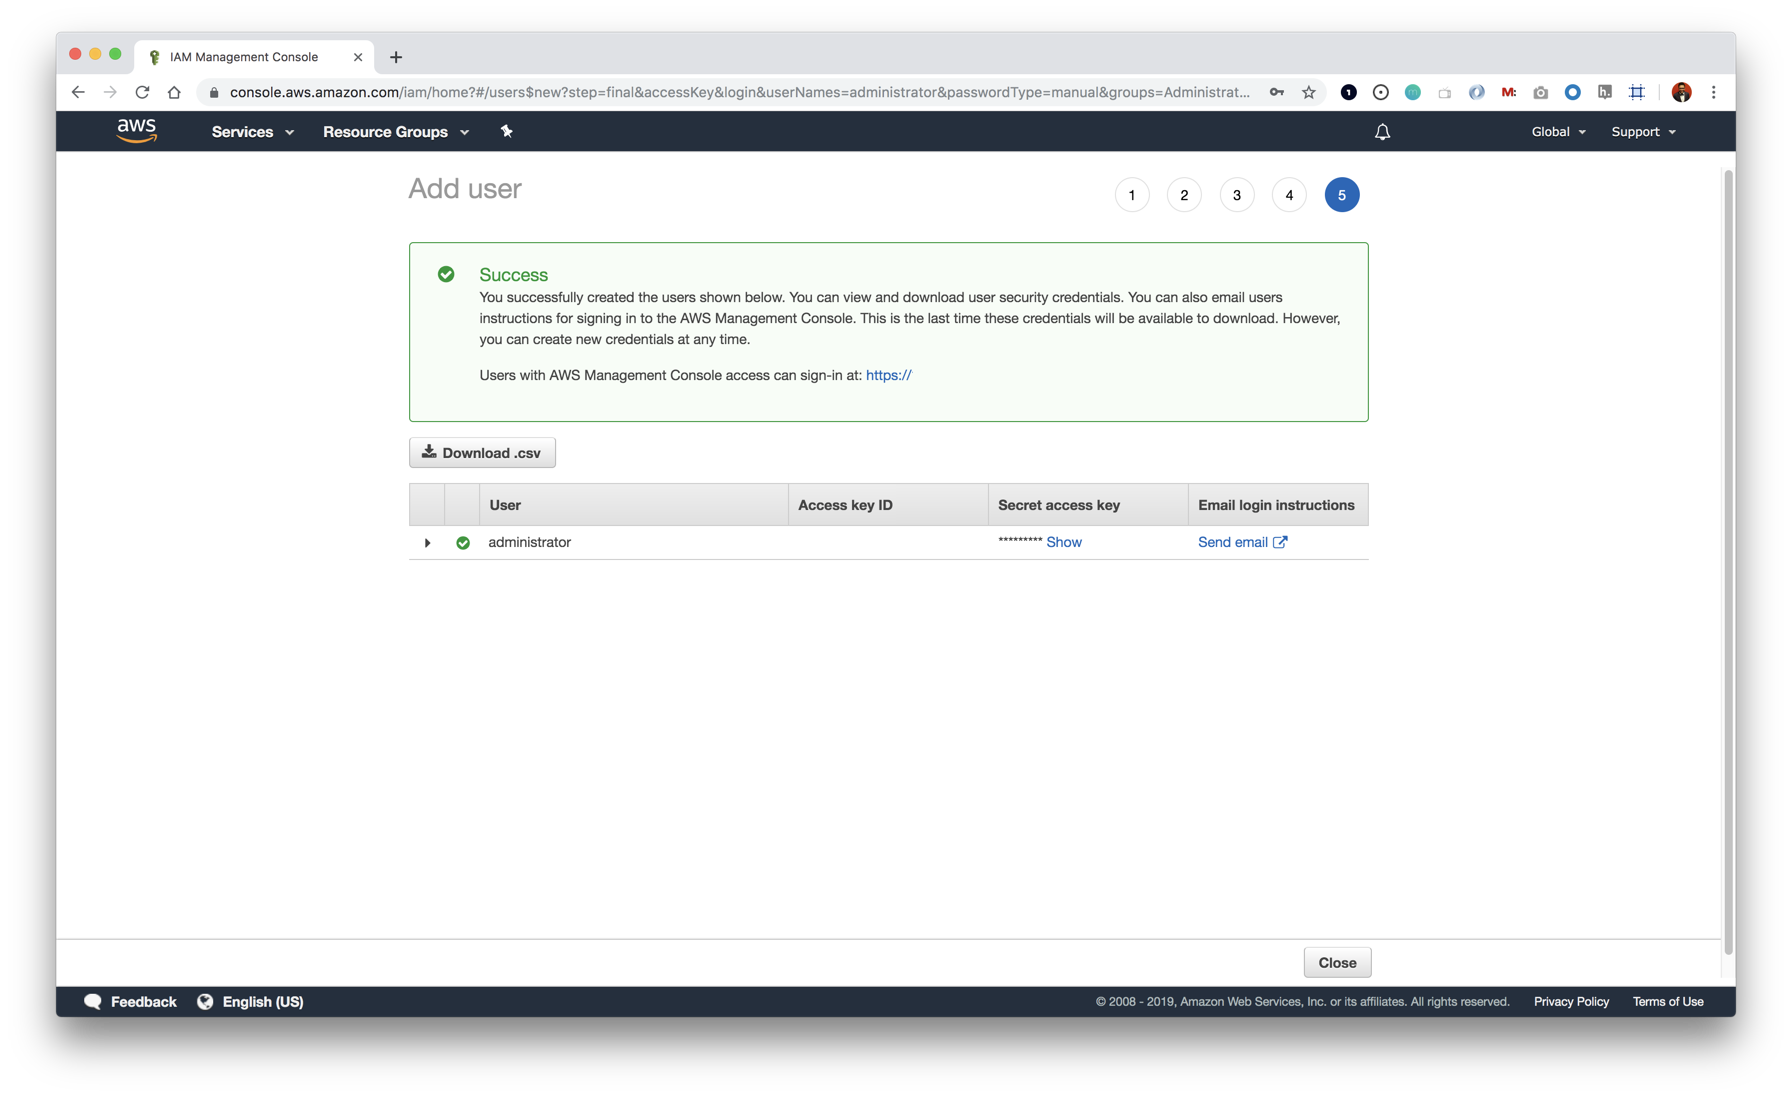 IAM Management Console
console.aws.amazon.com/iam/home?#/users$new?step=final&accessKey&login&userNames=administrator&passwordType=manual&groups=Administrat...
aws Services Resource Groups Global Support
Add user 1 2 3 4 5
Success
You successfully created the users shown below. You can view and download user security credentials. You can also email users
instructions for signing in to the AWS Management Console. This is the last time these credentials will be available to download. However,
you can create new credentials at any time.
Users with AWS Management Console access can sign-in at: https://
Download .csv
User Access key ID Secret access key Email login instructions
administrator ********* Show Send email
Close
Feedback English (US) © 2008 - 2019, Amazon Web Services, Inc. or its affiliates. All rights reserved. Privacy Policy Terms of Use